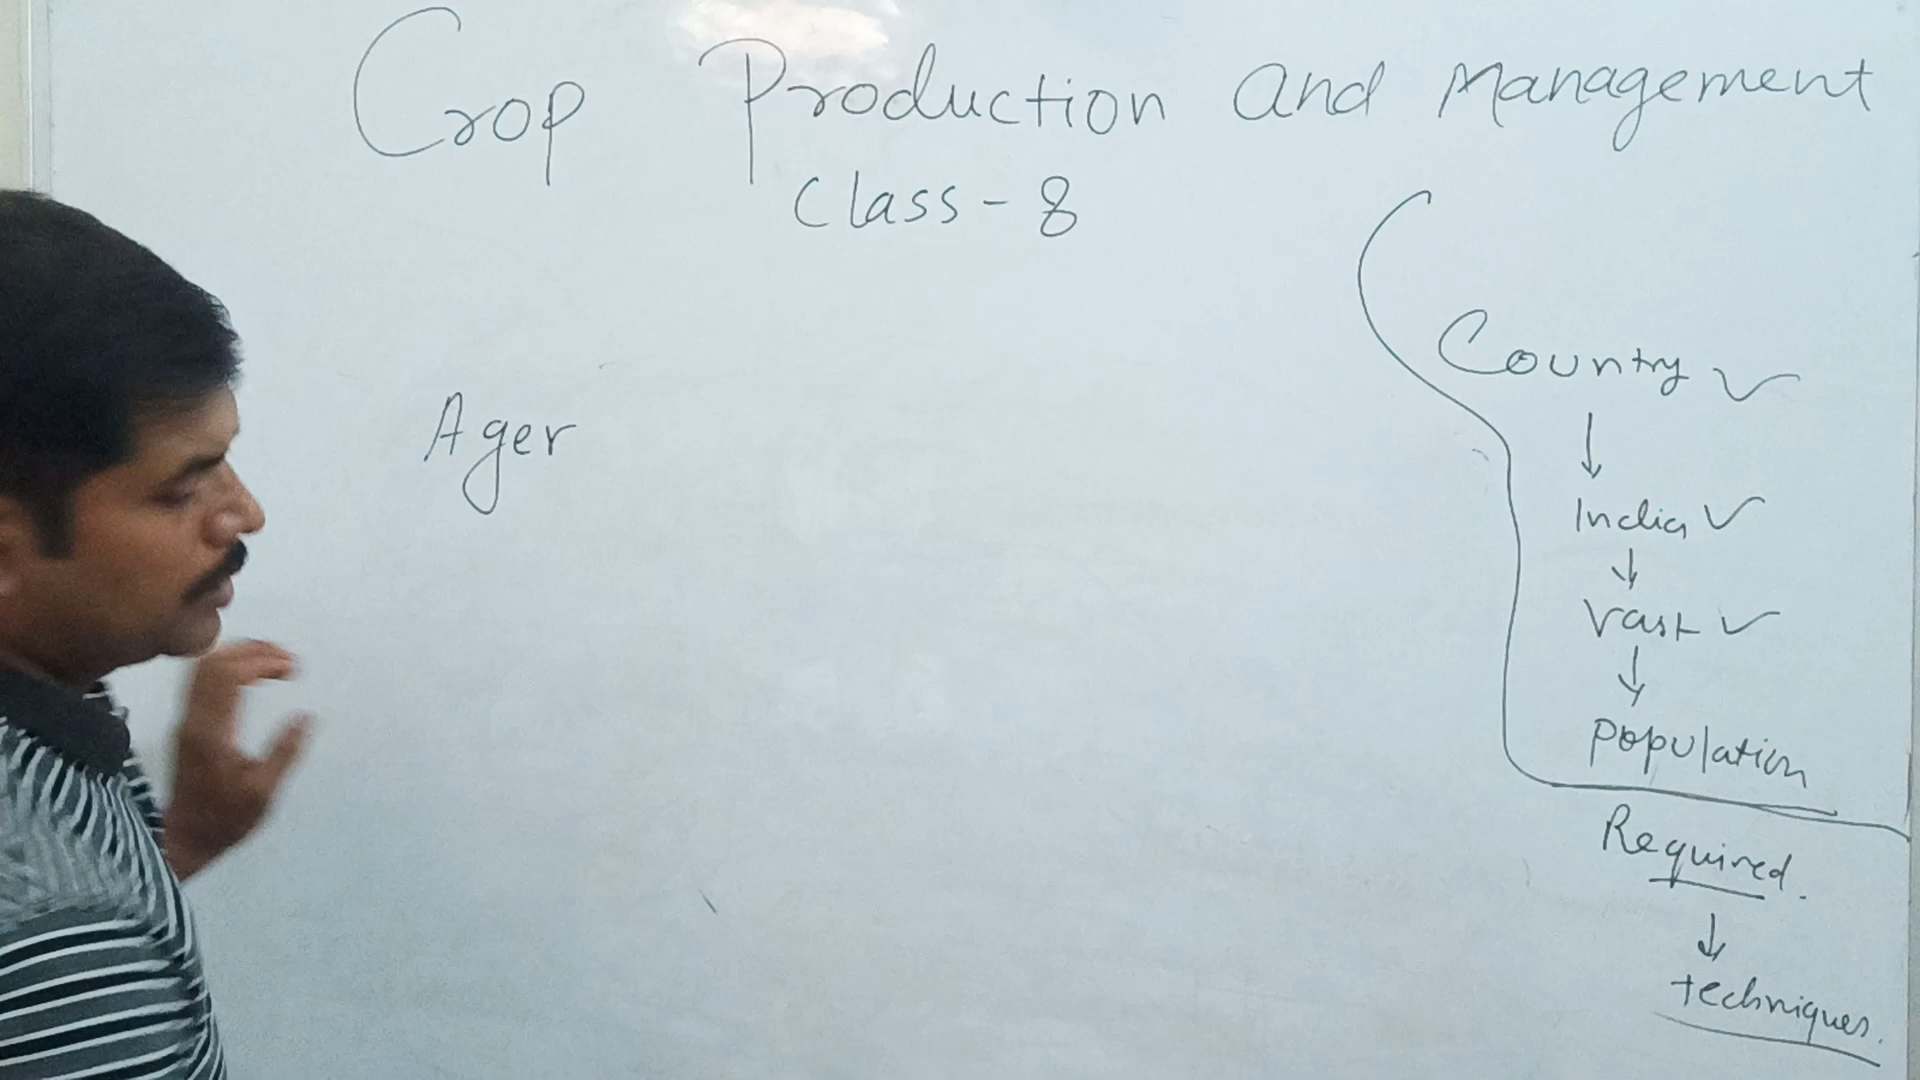 Crop Production and Management
Class - 8
Ager
Country ✓
↓
India ✓
↓
Vast ✓
↓
Population
Required.
↓
techniques.